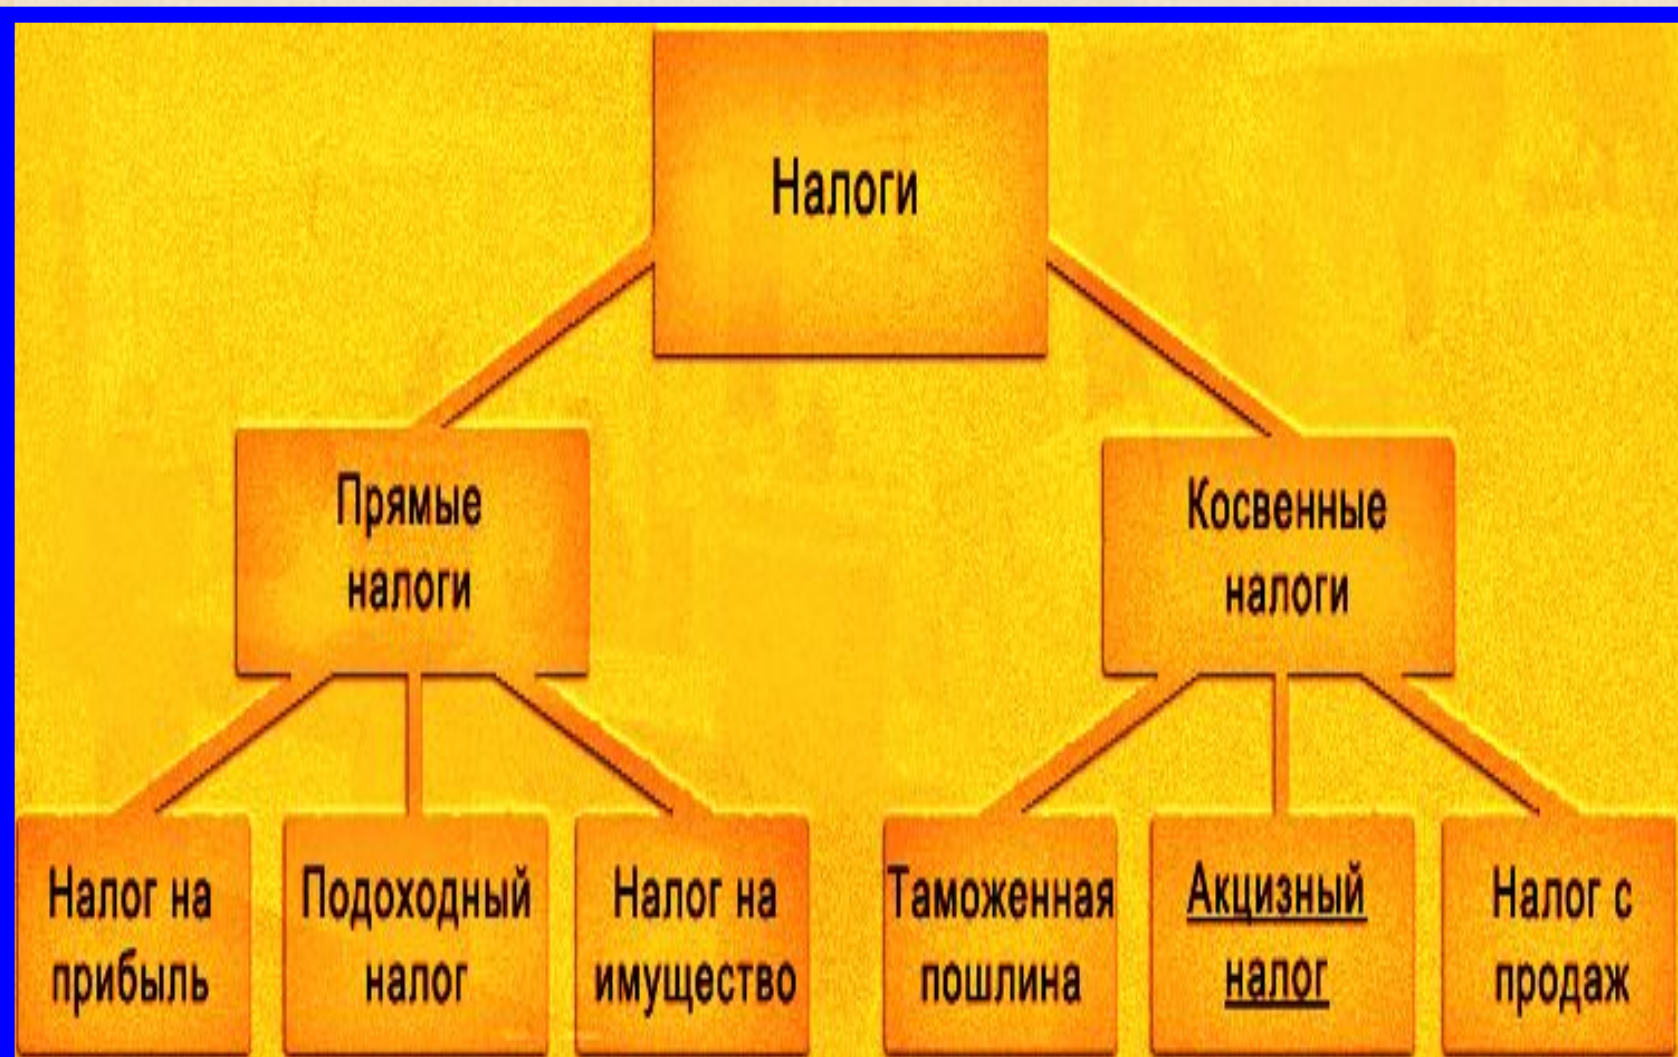 Налоги
Прямые
налоги
Косвенные
налоги
Налог на
прибыль
Подоходный
налог
Налог на
имущество
Таможенная
пошлина
Акцизный
налог
Налог с
продаж